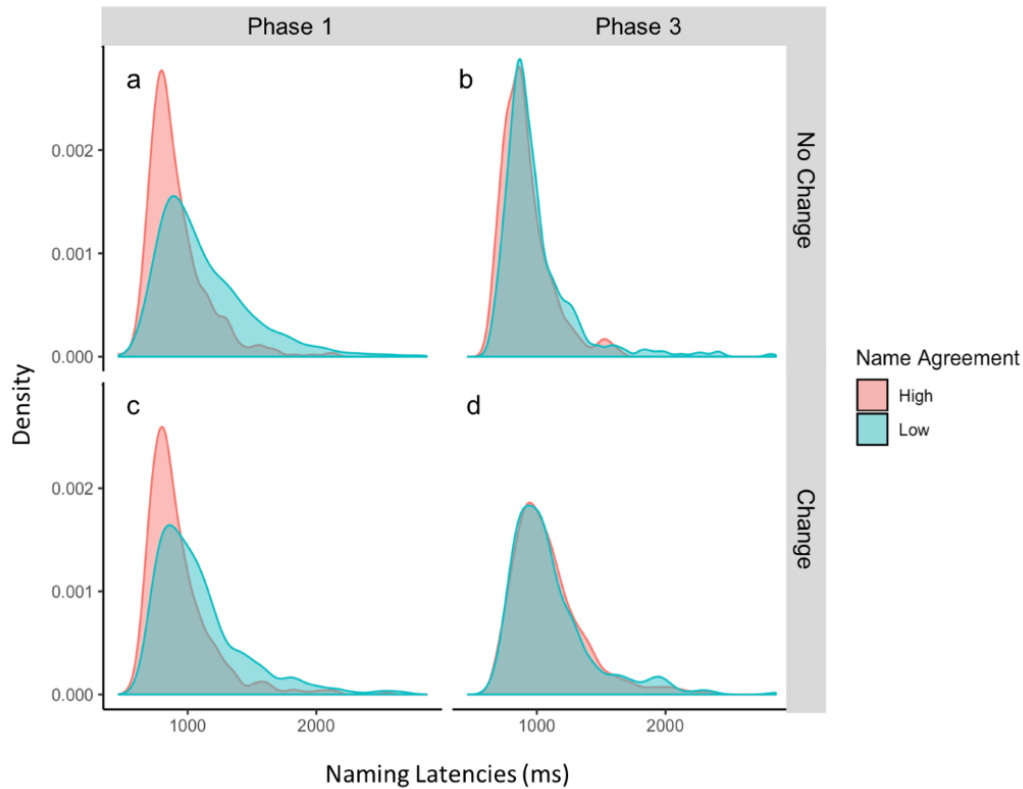 Phase 1
Phase 3
a
b
0.002
0.001
0.000
No Change
c
d
0.002
0.001
0.000
Change
1000
2000
1000
2000
Density
Naming Latencies (ms)
Name Agreement
High
Low